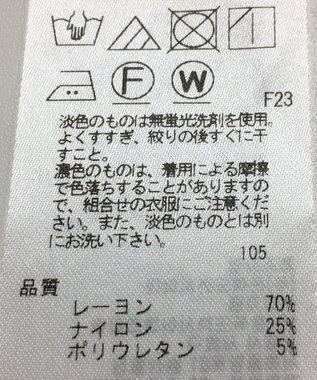 F W
F23
淡色のものは無蛍光洗剤を使用。
よくすすぎ、絞りの後すぐに干
すこと。
濃色のものは、着用による摩擦
で色落ちすることがありますの
で、組合せの衣服にご注意くだ
さい。また、淡色のものとは別
にお洗い下さい。
105
品質
レーヨン 70%
ナイロン 25%
ポリウレタン 5%